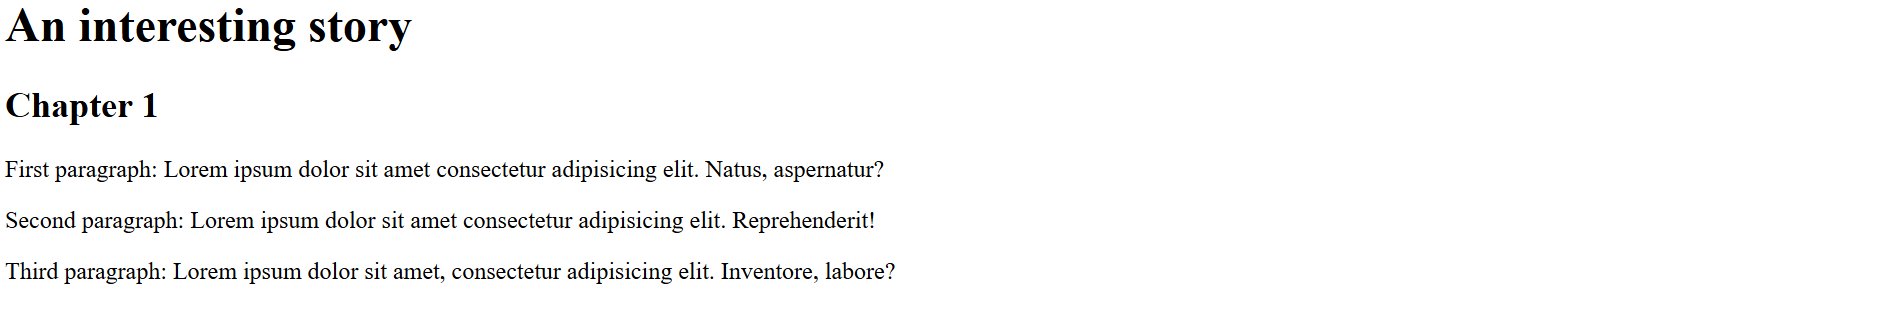 An interesting story
Chapter 1
First paragraph: Lorem ipsum dolor sit amet consectetur adipisicing elit. Natus, aspernatur?
Second paragraph: Lorem ipsum dolor sit amet consectetur adipisicing elit. Reprehenderit!
Third paragraph: Lorem ipsum dolor sit amet, consectetur adipisicing elit. Inventore, labore?